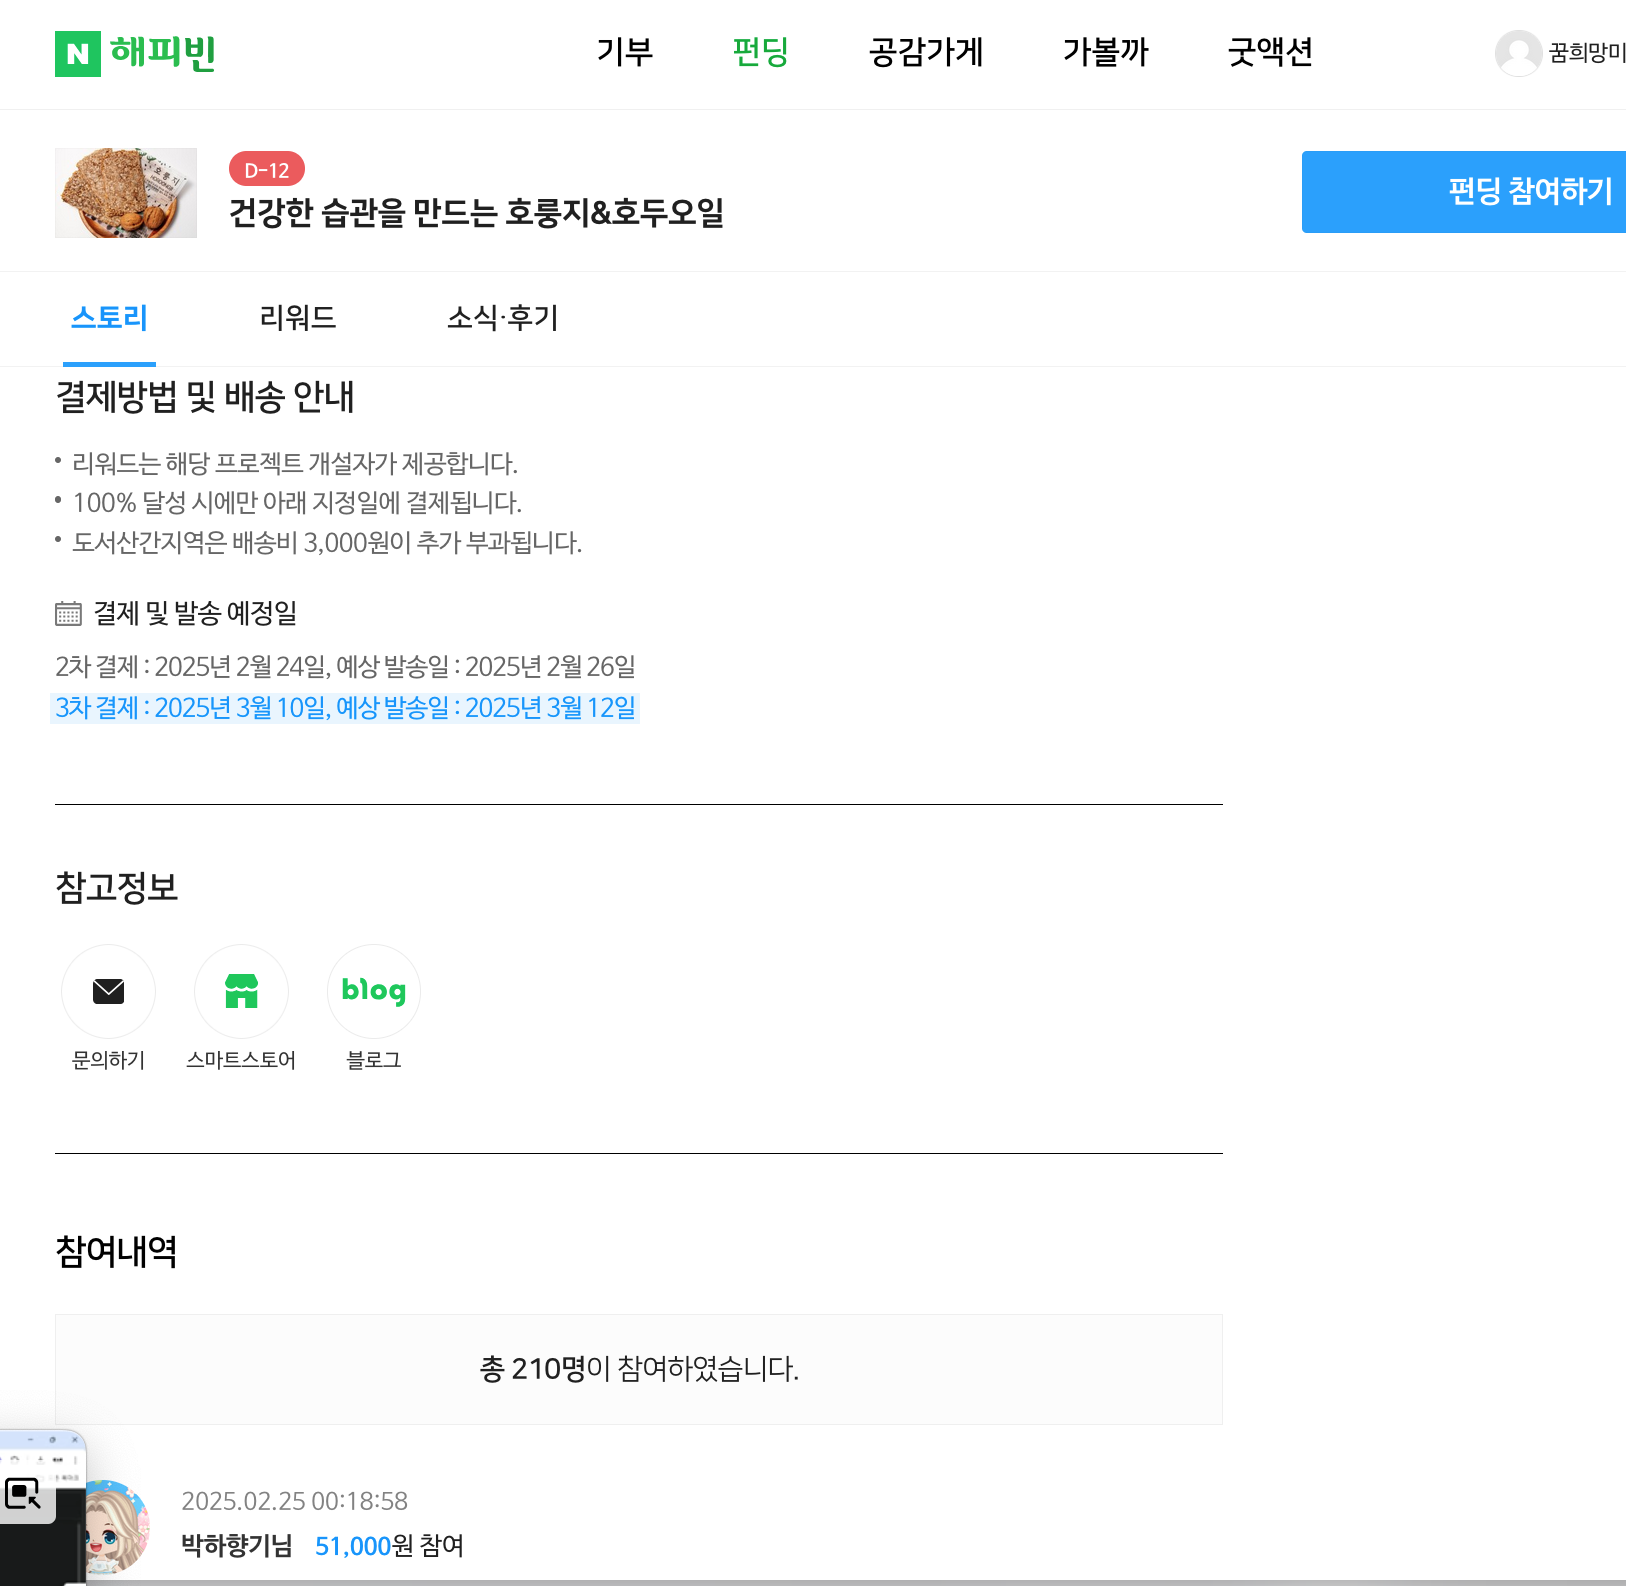 N 해피빈
기부 펀딩 공감가게 가볼까 굿액션 꿈희망미
D-12
건강한 습관을 만드는 호룽지&호두오일
펀딩 참여하기
호룽지
스토리 리워드 소식·후기
결제방법 및 배송 안내
• 리워드는 해당 프로젝트 개설자가 제공합니다.
• 100% 달성 시에만 아래 지정일에 결제됩니다.
• 도서산간지역은 배송비 3,000원이 추가 부과됩니다.
결제 및 발송 예정일
2차 결제 : 2025년 2월 24일, 예상 발송일 : 2025년 2월 26일
3차 결제 : 2025년 3월 10일, 예상 발송일 : 2025년 3월 12일
참고정보
blog
문의하기 스마트스토어 블로그
참여내역
총 210명이 참여하였습니다.
2025.02.25 00:18:58
박하향기님 51,000원 참여